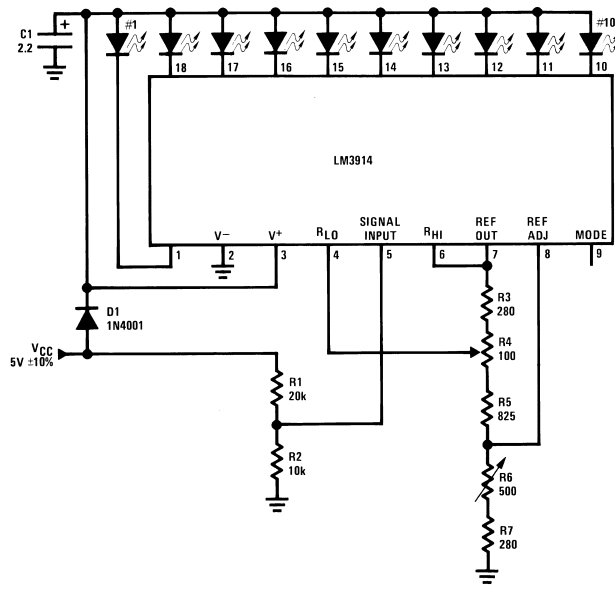 #1
#10
C1
2.2
+
18
17
16
15
14
13
12
11
10
LM3914
V−
V+
RLO
SIGNAL
INPUT
RHI
REF
OUT
REF
ADJ
MODE
1
2
3
4
5
6
7
8
9
D1
1N4001
VCC
5V ±10%
R1
20k
R2
10k
R3
280
R4
100
R5
825
R6
500
R7
280